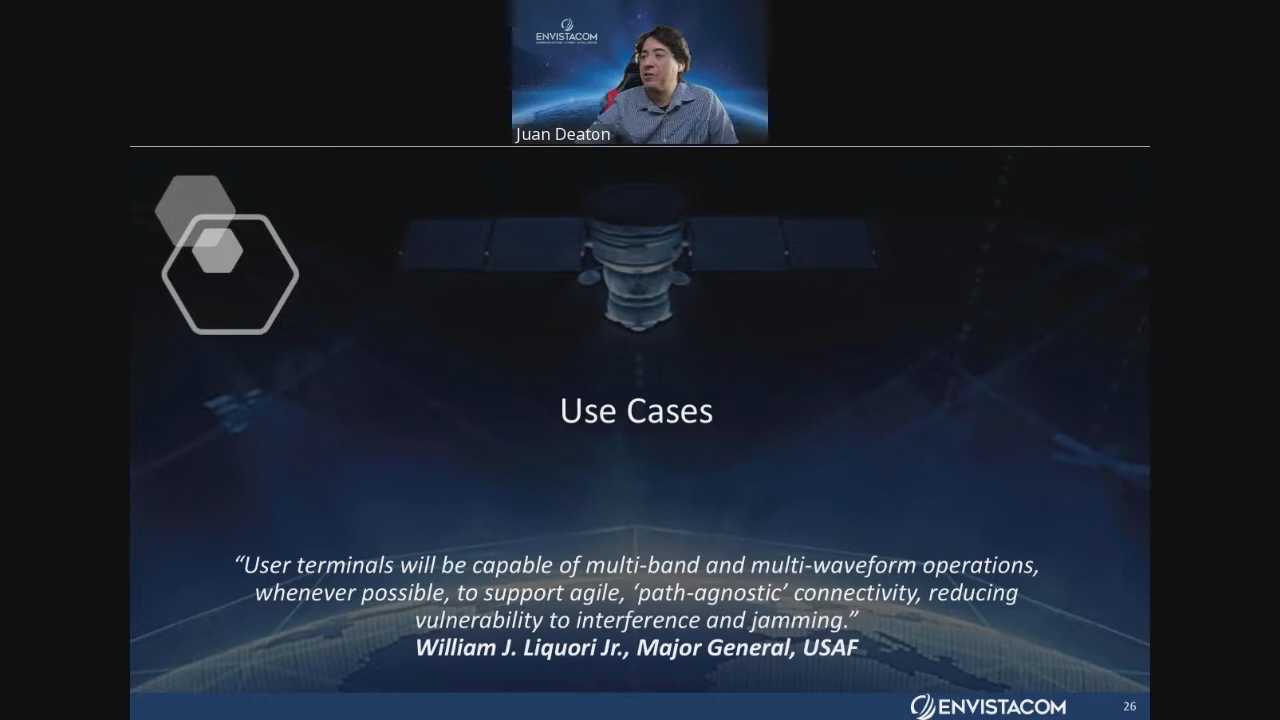 ENVISTACOM
Juan Deaton
Use Cases
“User terminals will be capable of multi-band and multi-waveform operations,
whenever possible, to support agile, ‘path-agnostic’ connectivity, reducing
vulnerability to interference and jamming.”
William J. Liquori Jr., Major General, USAF
ENVISTACOM
26